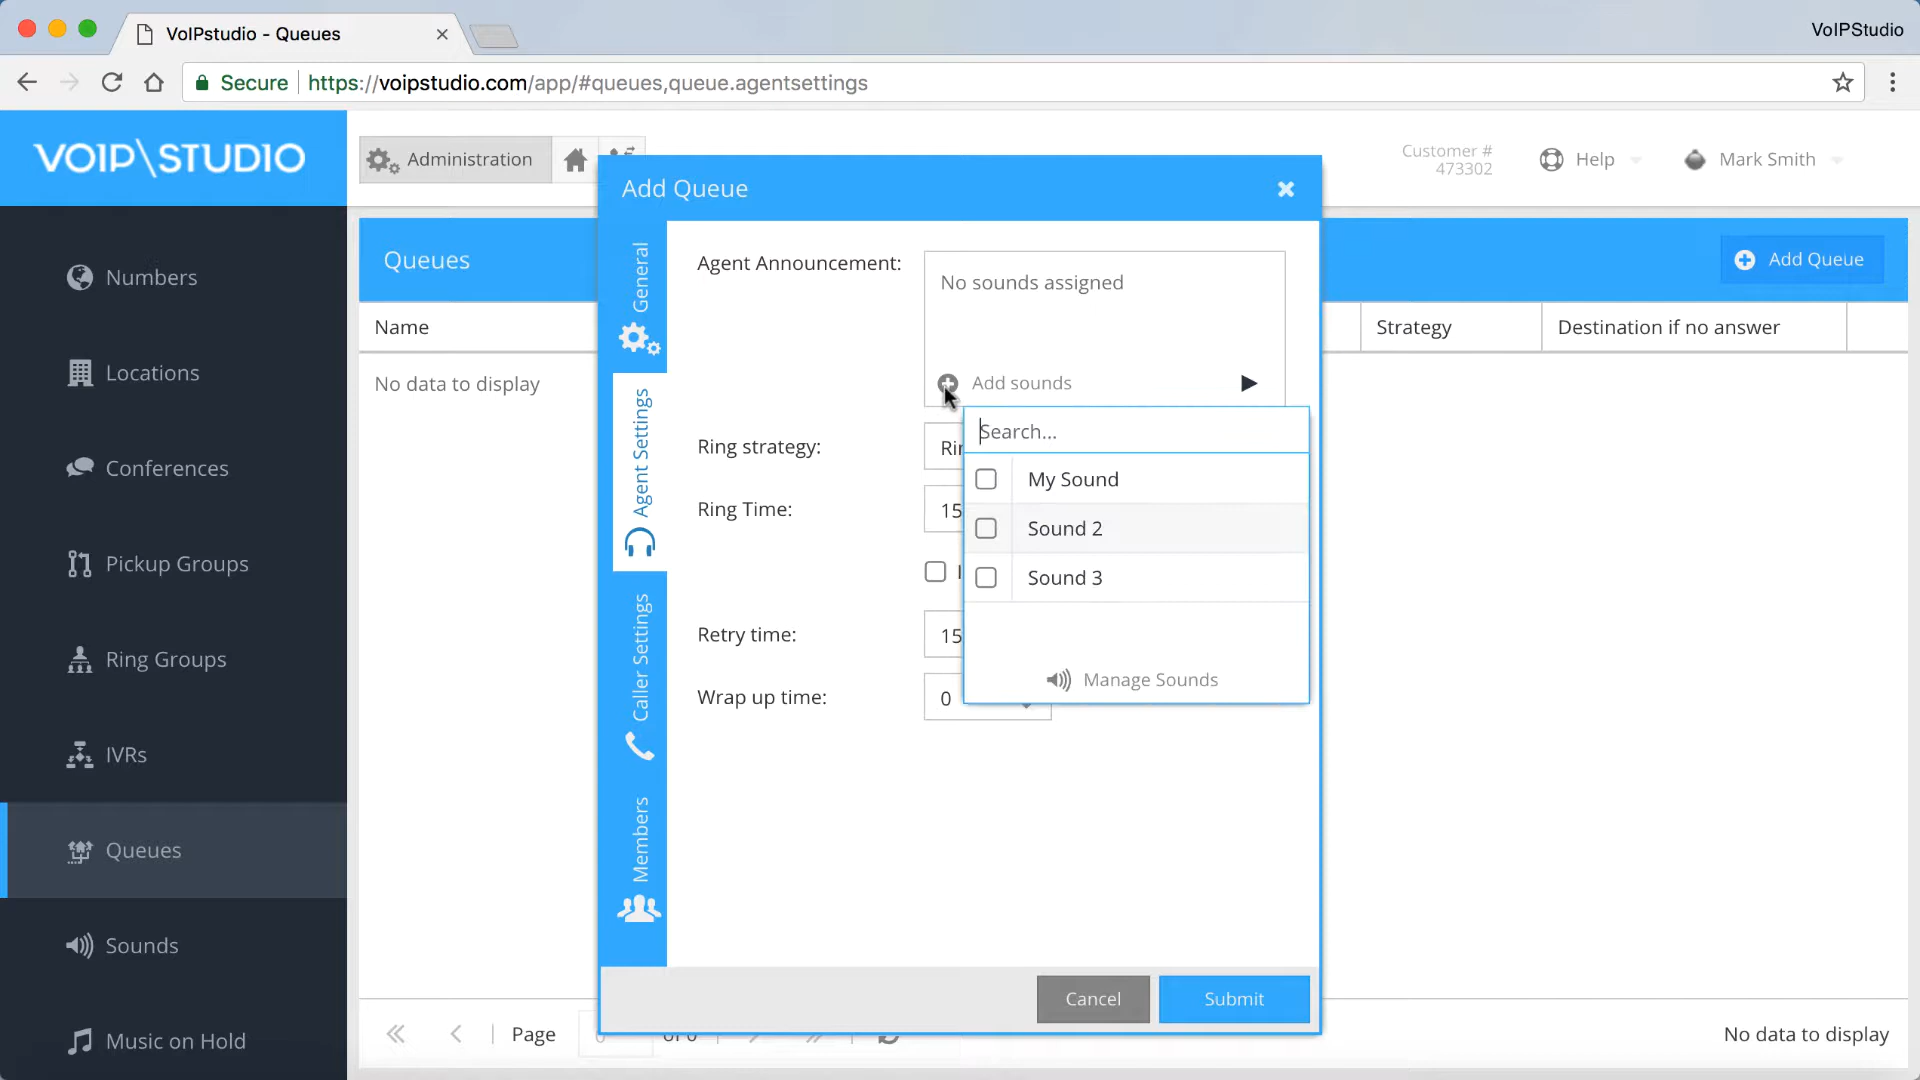 VoIPstudio - Queues
VoIPStudio
Secure
https://voipstudio.com/app/#queues,queue.agentsettings
VOIP\STUDIO
Administration
Customer #
473302
Help
Mark Smith
Numbers
Locations
Conferences
Pickup Groups
Ring Groups
IVRs
Queues
Sounds
Music on Hold
Queues
Add Queue
Name
Strategy
Destination if no answer
No data to display
Add Queue
General
Agent Settings
Caller Settings
Members
Agent Announcement:
No sounds assigned
Add sounds
Search...
My Sound
Sound 2
Sound 3
Manage Sounds
Ring strategy:
Ring Time:
15
Retry time:
15
Wrap up time:
0
Cancel
Submit
Page
No data to display